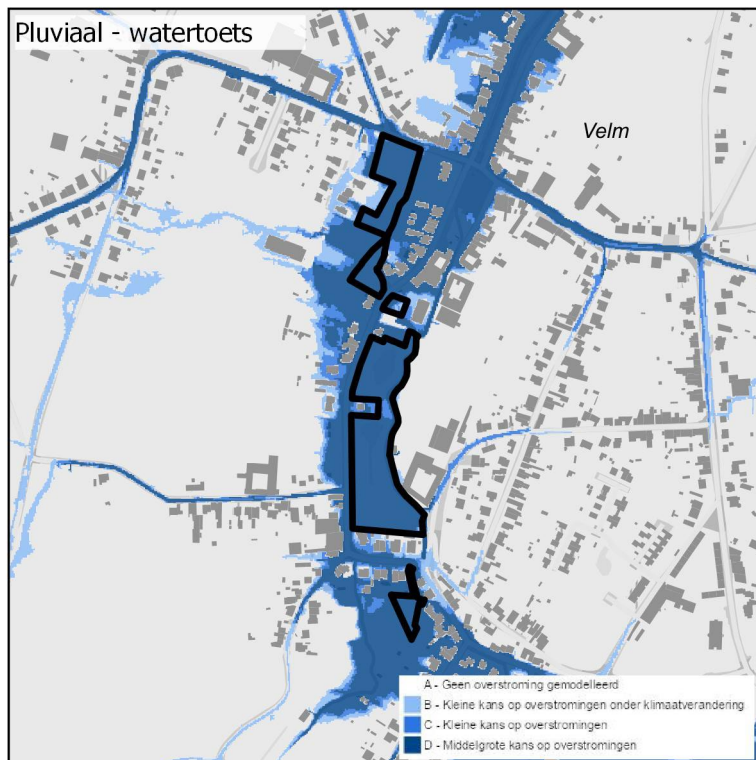 Pluviaal - watertoets
Velm
A - Geen overstroming gemodelleerd
B - Kleine kans op overstromingen onder klimaatverandering
C - Kleine kans op overstromingen
D - Middelgrote kans op overstromingen